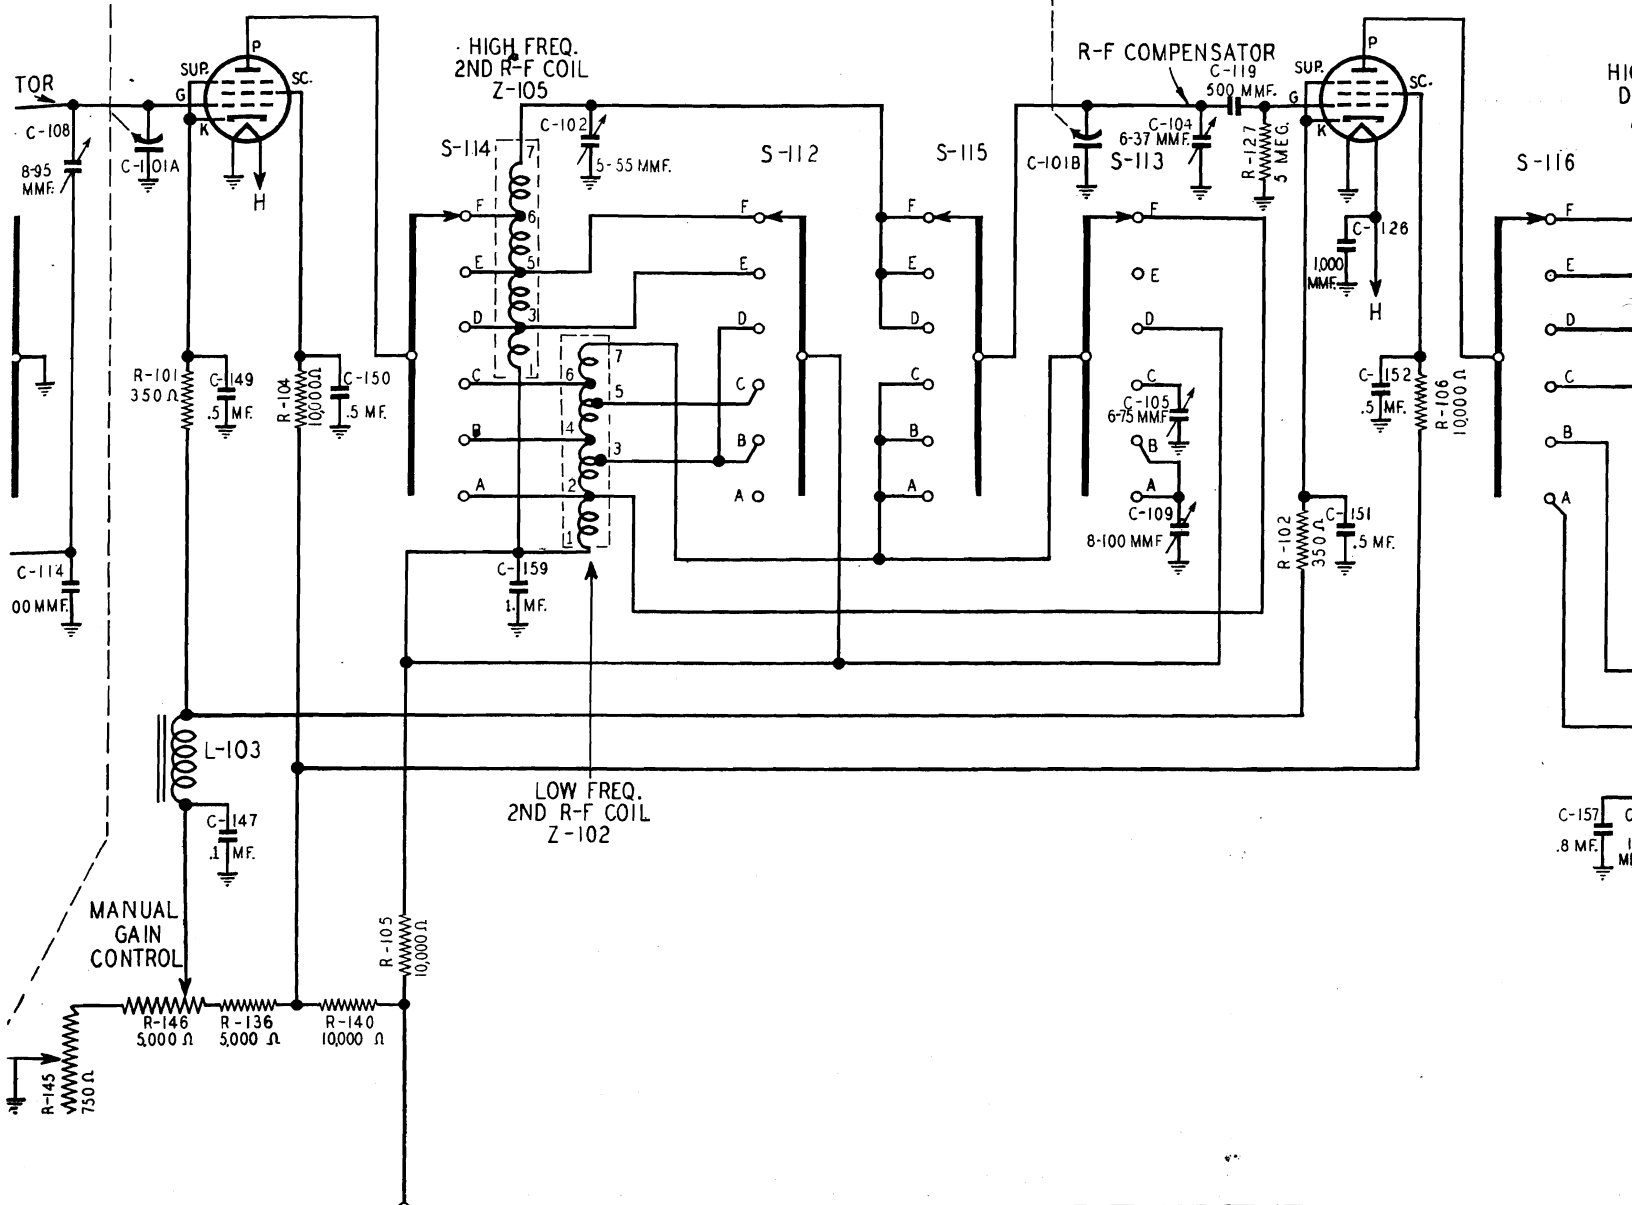 TOR
C-108
8-95
MMF.
C-101A
SUP.
G
K
P
SC.
H
HIGH FREQ.
2ND R-F COIL
Z-105
S-114
7
6
5
3
C-102
5-55 MMF.
S-112
S-115
R-F COMPENSATOR
C-119
500 MMF.
C-101B
C-104
6-37 MMF.
S-113
R-127
5 MEG.
SUP.
G
K
P
SC.
H
C-126
1,000
MMF.
S-116
F
E
D
C
B
A
7
6
5
4
3
2
1
F
E
D
C
B
A
F
E
D
C
B
A
F
E
D
C
C-105
6-75 MMF
B
A
C-109
8-100 MMF
F
E
D
C
B
A
R-101
350 Ω
C-149
.5 MF.
R-104
10,000 Ω
C-150
.5 MF.
C-152
.5 MF.
R-106
10,000 Ω
R-102
350 Ω
C-151
.5 MF.
C-114
00 MMF.
C-159
1. MF.
L-103
C-147
.1 MF.
LOW FREQ.
2ND R-F COIL
Z-102
C-157
.8 MF.
MANUAL
GAIN
CONTROL
R-105
10,000 Ω
R-146
5,000 Ω
R-136
5,000 Ω
R-140
10,000 Ω
R-145
750 Ω